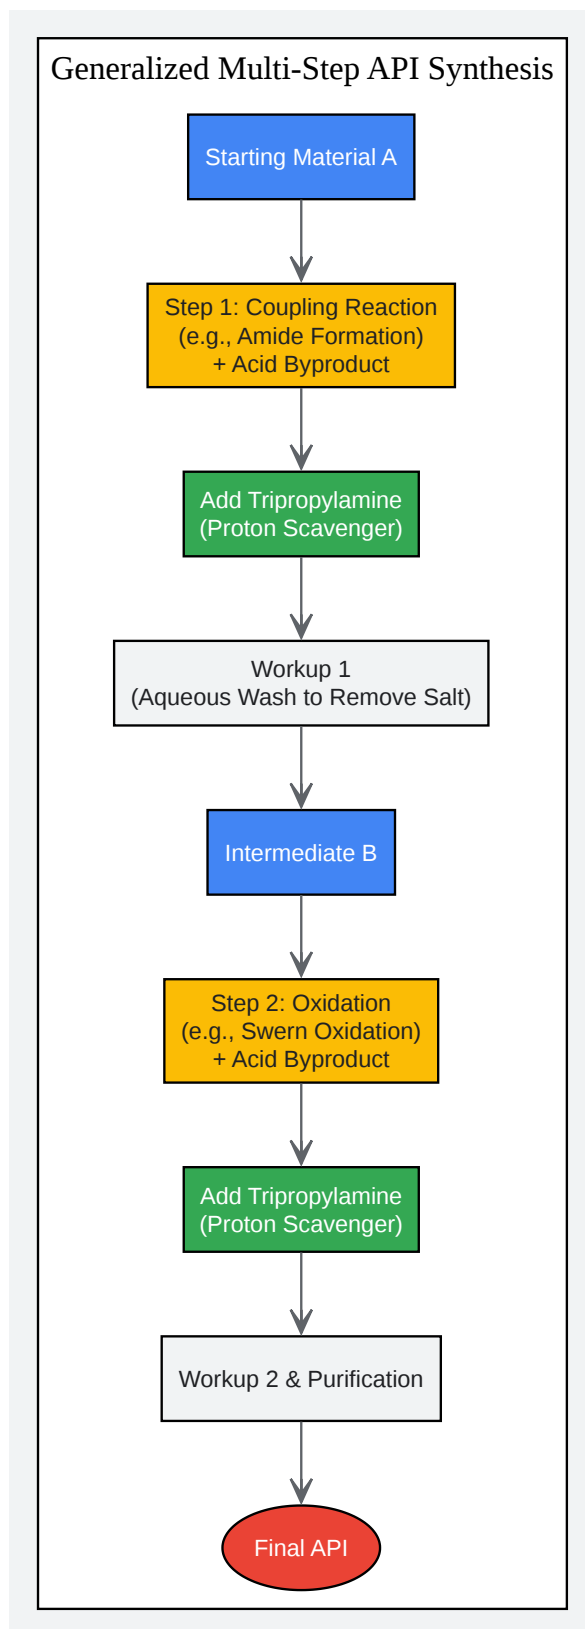 Generalized Multi-Step API Synthesis
Starting Material A
Step 1: Coupling Reaction
(e.g., Amide Formation)
+ Acid Byproduct
Add Tripropylamine
(Proton Scavenger)
Workup 1
(Aqueous Wash to Remove Salt)
Intermediate B
Step 2: Oxidation
(e.g., Swern Oxidation)
+ Acid Byproduct
Add Tripropylamine
(Proton Scavenger)
Workup 2 & Purification
Final API